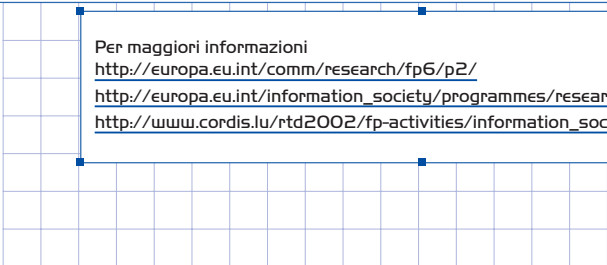 Per maggiori informazioni
http://europa.eu.int/comm/research/fp6/p2/
http://europa.eu.int/information_society/programmes/resear
http://www.cordis.lu/rtd2002/fp-activities/information_soc